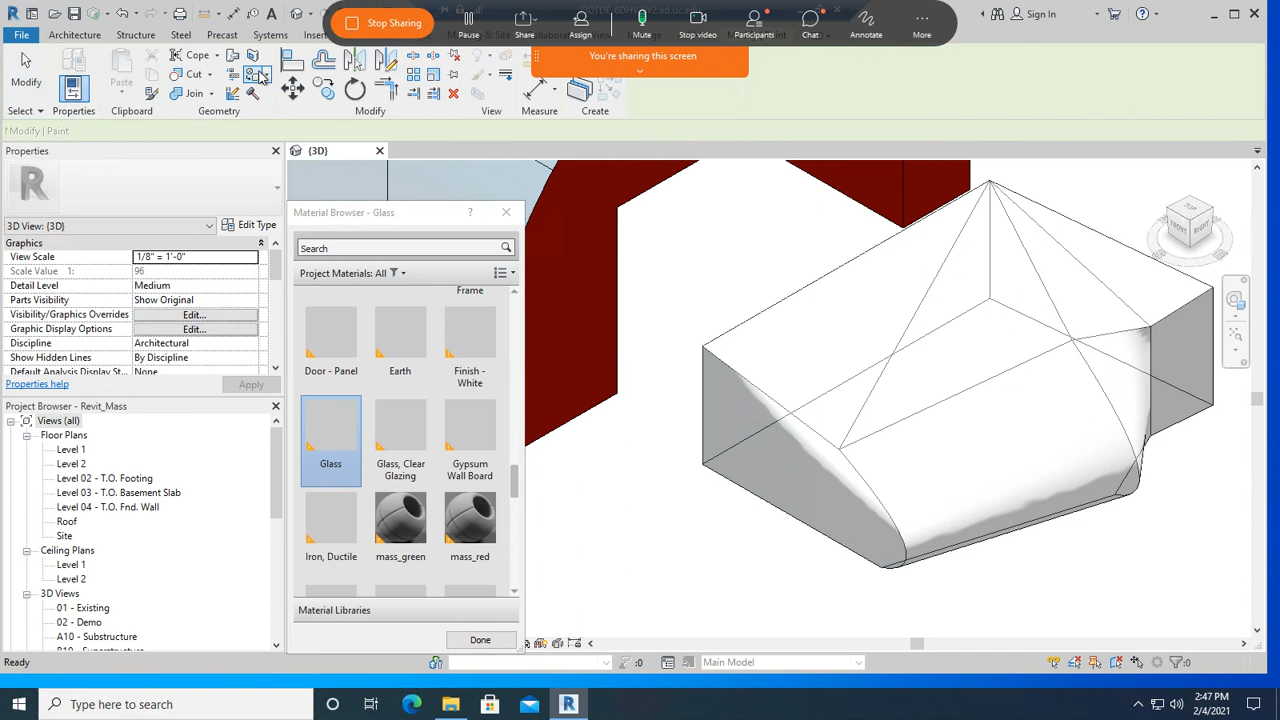 Stop Sharing
Pause
Share
Assign
Mute
Stop video
Participants
Chat
Annotate
More
You're sharing this screen
Sign In
File
Architecture
Structure
Steel
Precast
Systems
Modify
Paste
Cope
Cut
Join
Select
Properties
Clipboard
Geometry
Modify
View
Measure
Create
Modify | Paint
Properties
{3D}
R
3D View: {3D}
Edit Type
Graphics
View Scale
1/8" = 1'-0"
Scale Value 1:
96
Detail Level
Medium
Parts Visibility
Show Original
Visibility/Graphics Overrides
Edit...
Graphic Display Options
Edit...
Discipline
Architectural
Show Hidden Lines
By Discipline
None
Properties help
Apply
Project Browser - Revit_Mass
Views (all)
Floor Plans
Level 1
Level 2
Level 02 - T.O. Footing
Level 03 - T.O. Basement Slab
Level 04 - T.O. Fnd. Wall
Roof
Site
Ceiling Plans
Level 1
Level 2
3D Views
01 - Existing
02 - Demo
A10 - Substructure
Material Browser - Glass
?
Search
Project Materials: All
Frame
Door - Panel
Earth
Finish - White
Glass
Glass, Clear Glazing
Gypsum Wall Board
Iron, Ductile
mass_green
mass_red
Material Libraries
Done
TOP
FRONT
RIGHT
Ready
:0
Main Model
:0
Type here to search
R
2:47 PM
2/4/2021